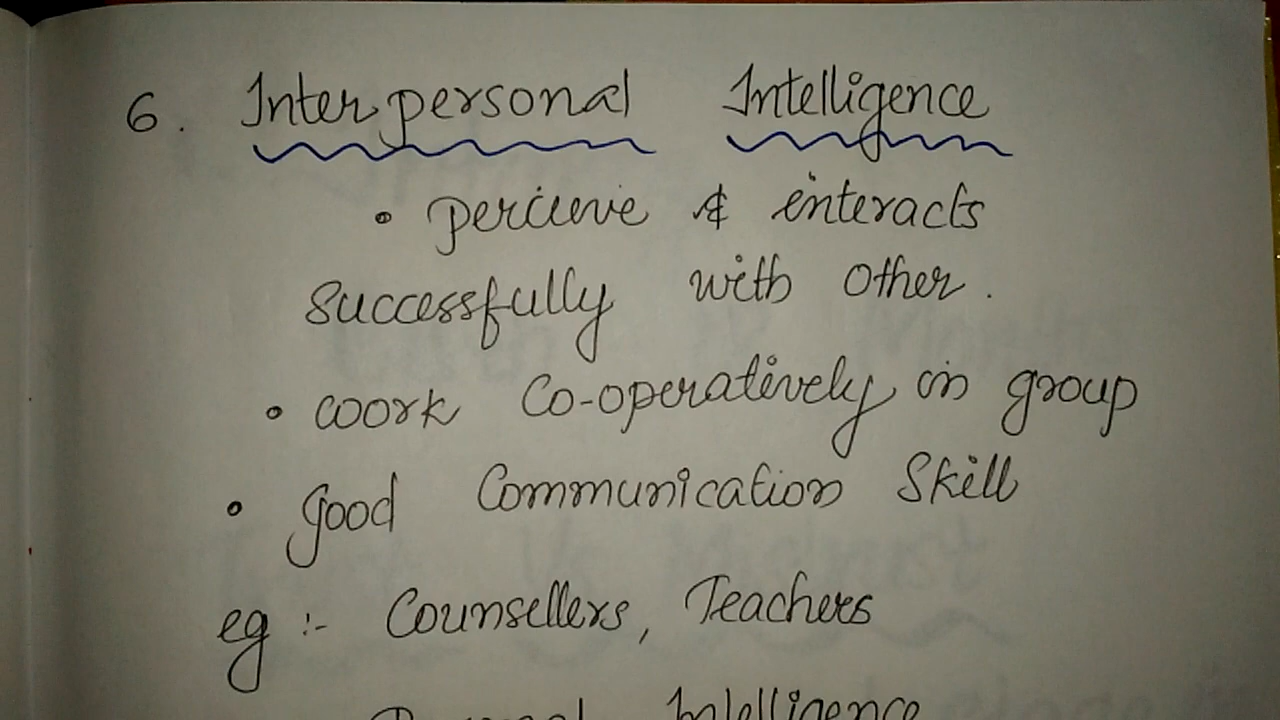 6. Interpersonal Intelligence
• percieve & interacts
successfully with other.
• work Co-operatively in group
• good Communication Skill
eg :- Counsellers, Teachers
Intelligence